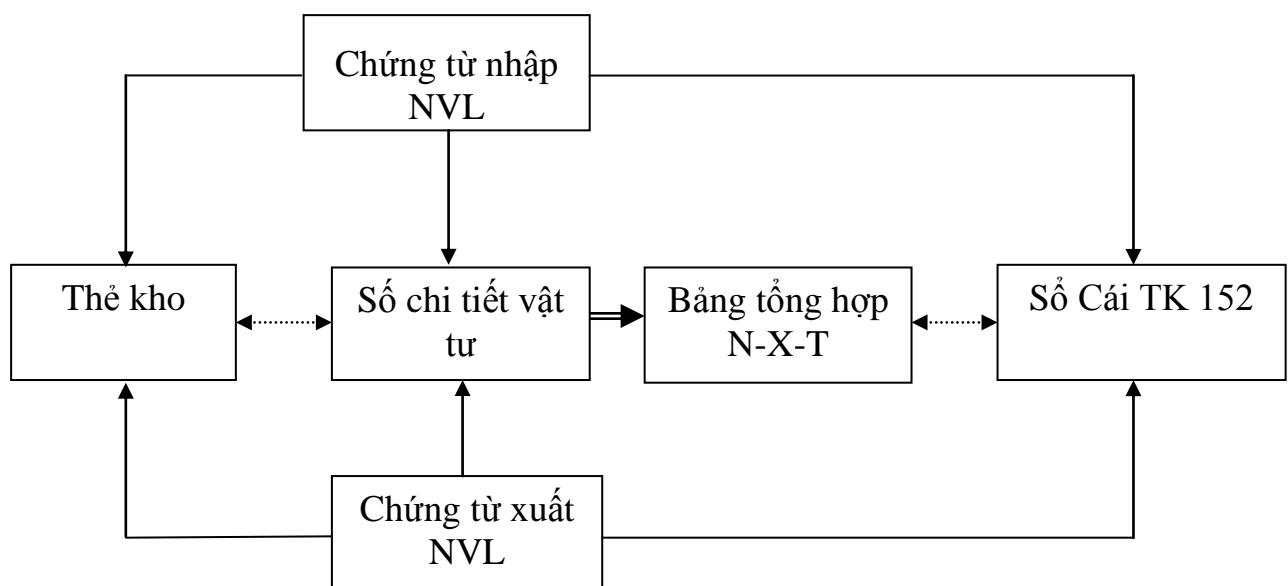 Chứng từ nhập
NVL
Thẻ kho
Số chi tiết vật
tư
Bảng tổng hợp
N-X-T
Sổ Cái TK 152
Chứng từ xuất
NVL